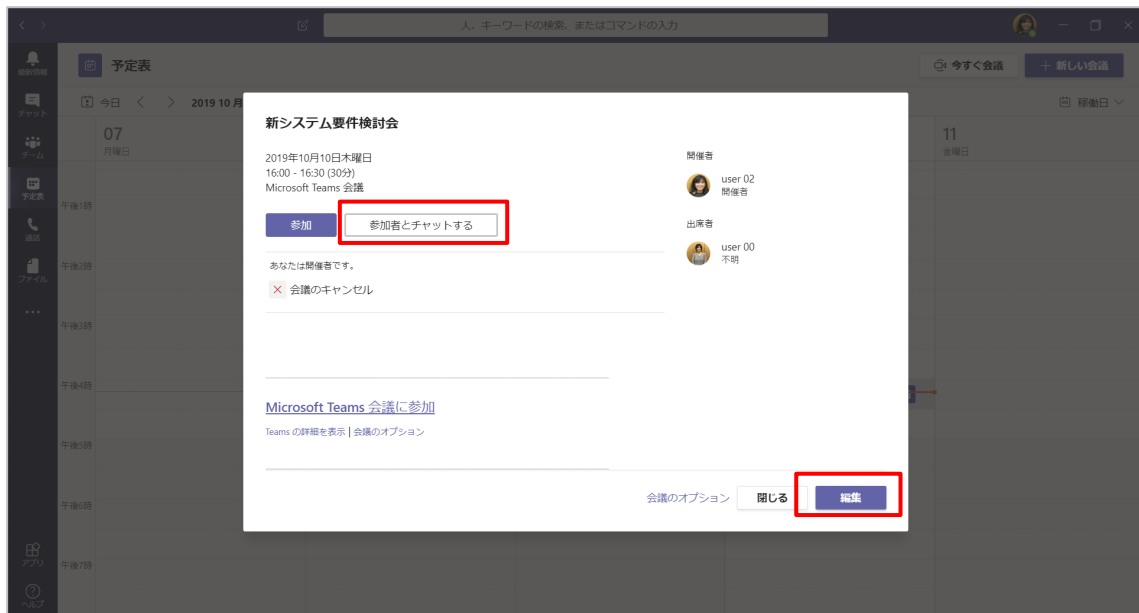 人、キーワードの検索、またはコマンドの入力
最新情報
チャット
チーム
予定表
通話
ファイル
アプリ
ヘルプ
予定表
今すぐ会議
+ 新しい会議
今日
2019 10 月
稼働日
07
月曜日
11
金曜日
午後1時
午後2時
午後3時
午後4時
午後5時
午後6時
午後7時
新システム要件検討会
2019年10月10日木曜日
16:00 - 16:30 (30分)
Microsoft Teams 会議
参加
参加者とチャットする
あなたは開催者です。
会議のキャンセル
開催者
user 02
開催者
出席者
user 00
不明
Microsoft Teams 会議に参加
Teams の詳細を表示 | 会議のオプション
会議のオプション
閉じる
編集